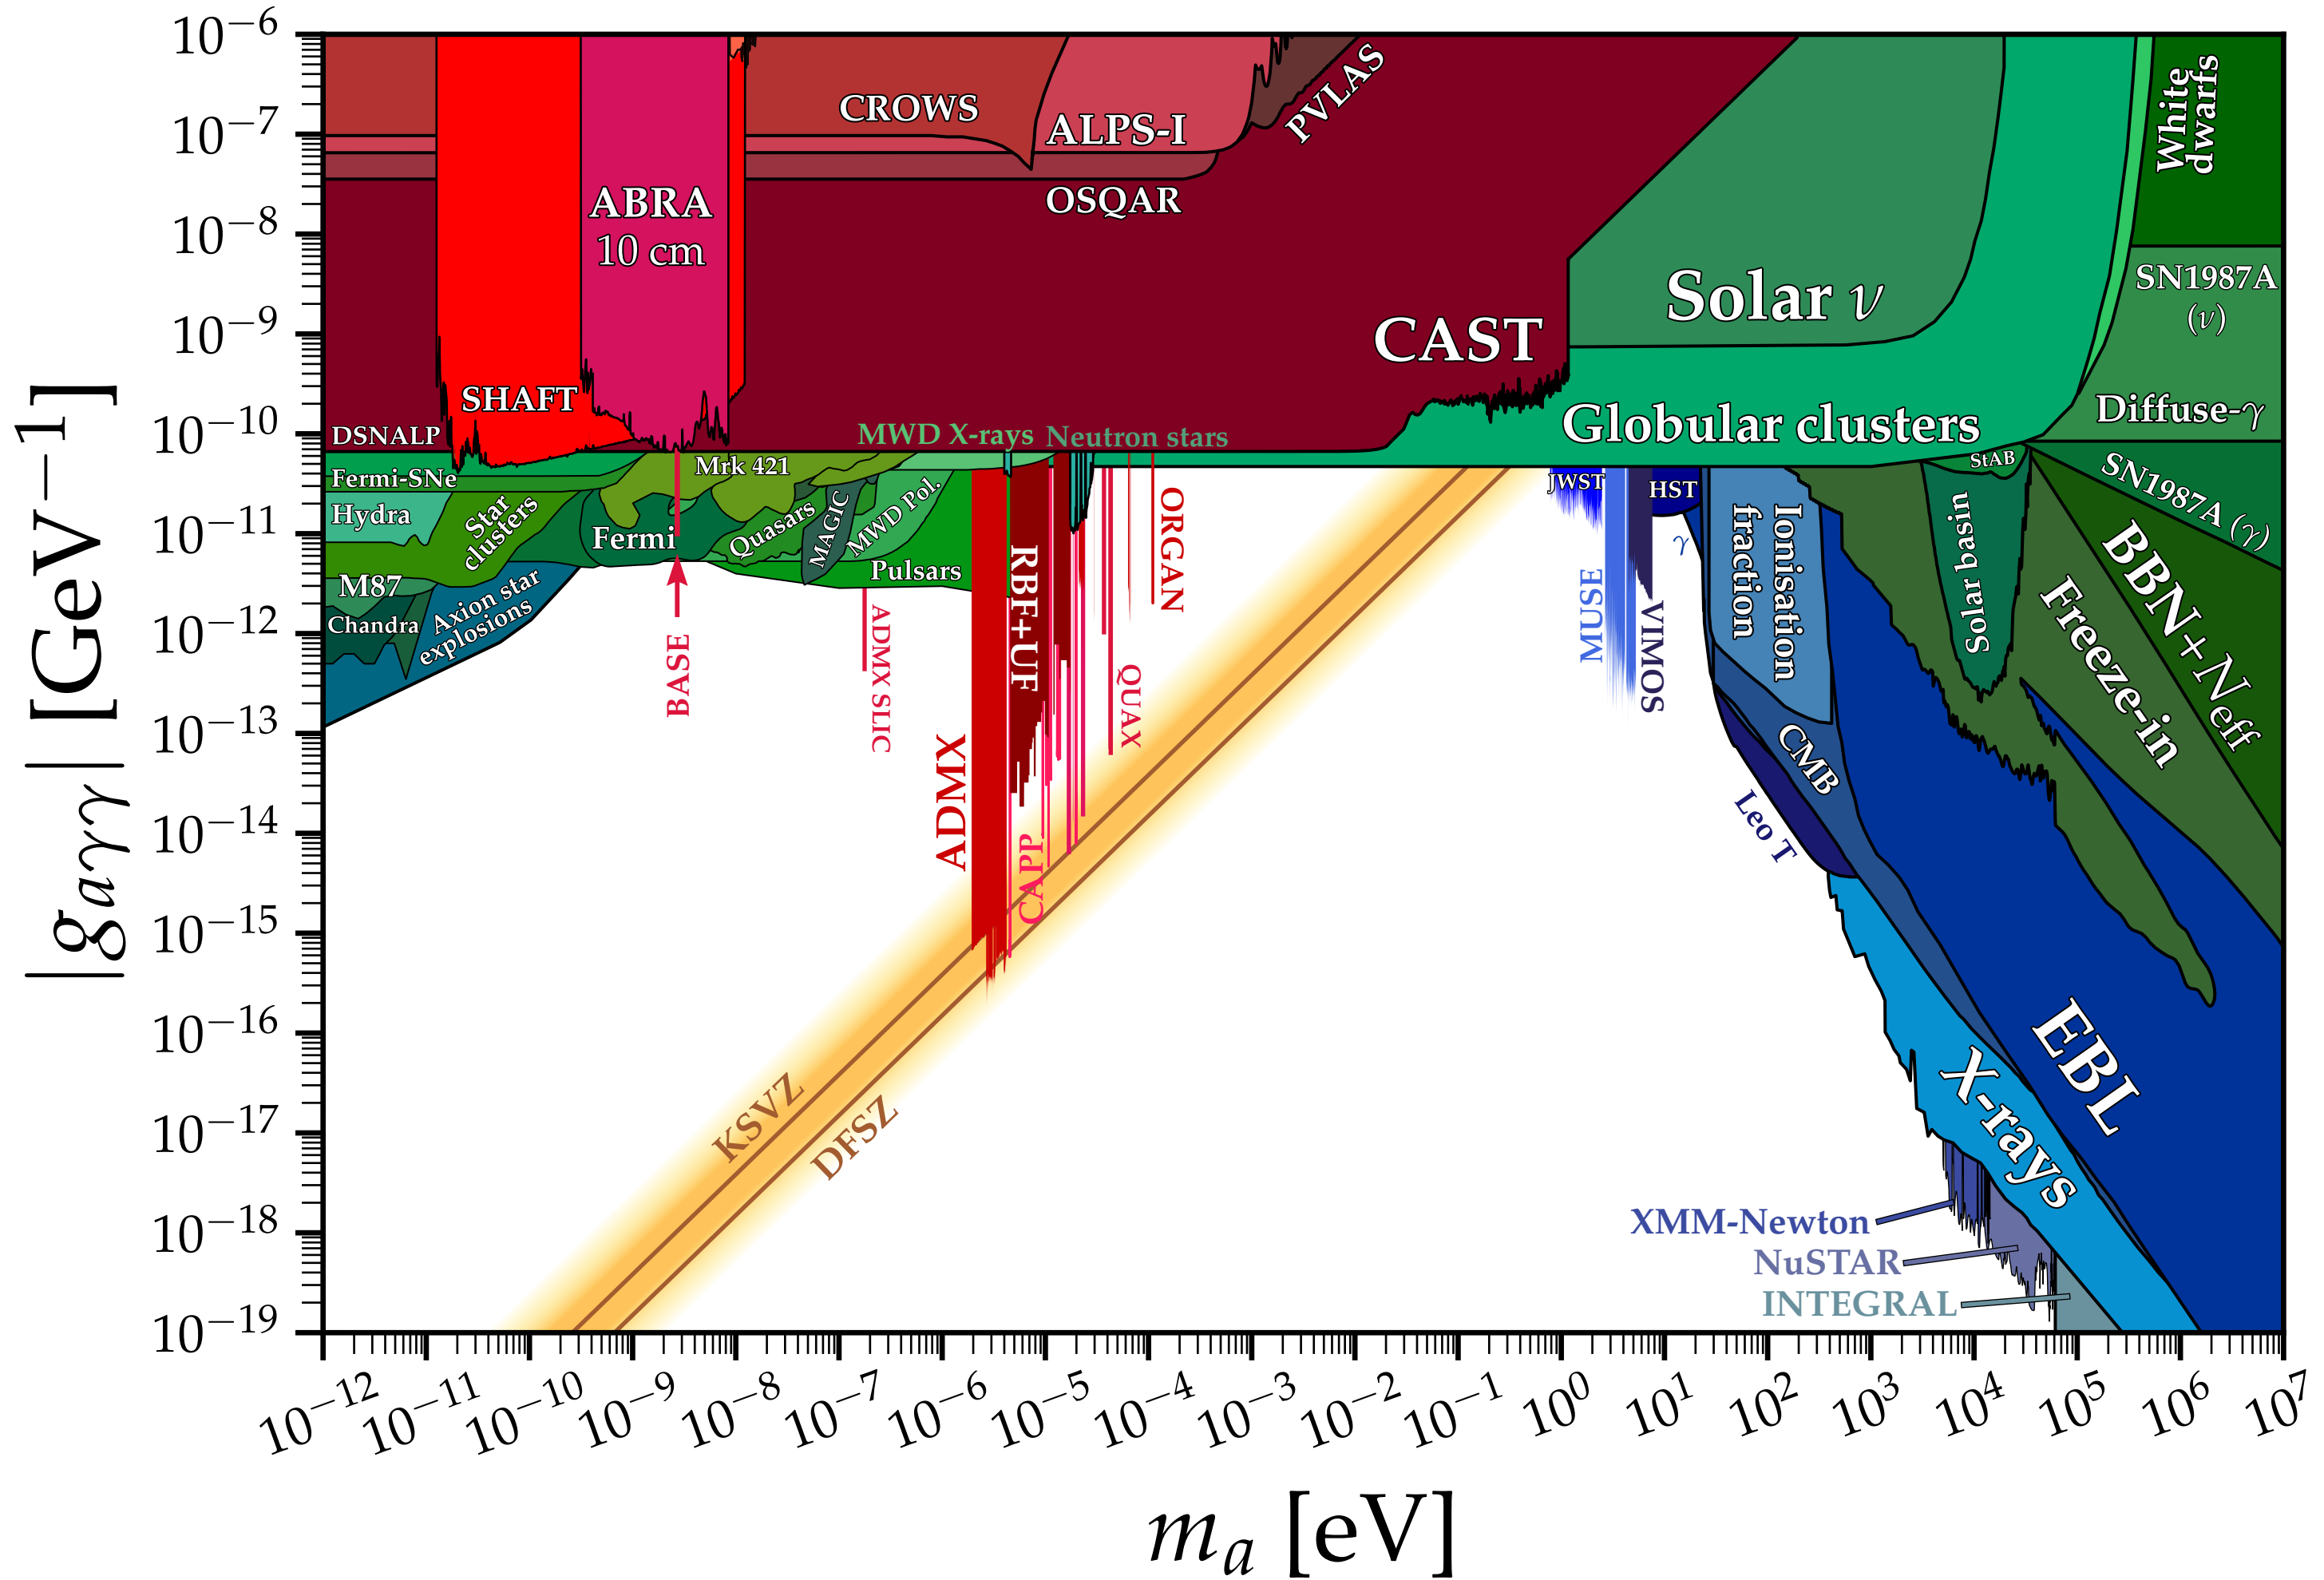 |g_aγγ| [GeV⁻¹]
10⁻⁶
10⁻⁷
10⁻⁸
10⁻⁹
10⁻¹⁰
10⁻¹¹
10⁻¹²
10⁻¹³
10⁻¹⁴
10⁻¹⁵
10⁻¹⁶
10⁻¹⁷
10⁻¹⁸
10⁻¹⁹
CROWS
ALPS-I
PVLAS
OSQAR
ABRA
10 cm
SHAFT
CAST
Solar ν
Globular clusters
White
dwarfs
SN1987A
(ν)
Diffuse-γ
SN1987A (γ)
DSNALP
Fermi-SNe
Hydra
M87
Chandra
Star
clusters
Axion star
explosions
Fermi
Mrk 421
Quasars
MAGIC
MWD Pol.
Pulsars
MWD X-rays
Neutron stars
BASE
ADMX SLIC
ADMX
RBF+UF
CAPP
QUAX
ORGAN
KSVZ
DFSZ
JWST
MUSE
VIMOS
HST
γ
Ionisation
fraction
CMB
Leo T
StAB
Solar basin
Freeze-in
BBN+N_eff
EBL
X-rays
XMM-Newton
NuSTAR
INTEGRAL
10⁻¹² 10⁻¹¹ 10⁻¹⁰ 10⁻⁹ 10⁻⁸ 10⁻⁷ 10⁻⁶ 10⁻⁵ 10⁻⁴ 10⁻³ 10⁻² 10⁻¹ 10⁰ 10¹ 10² 10³ 10⁴ 10⁵ 10⁶ 10⁷
m_a [eV]